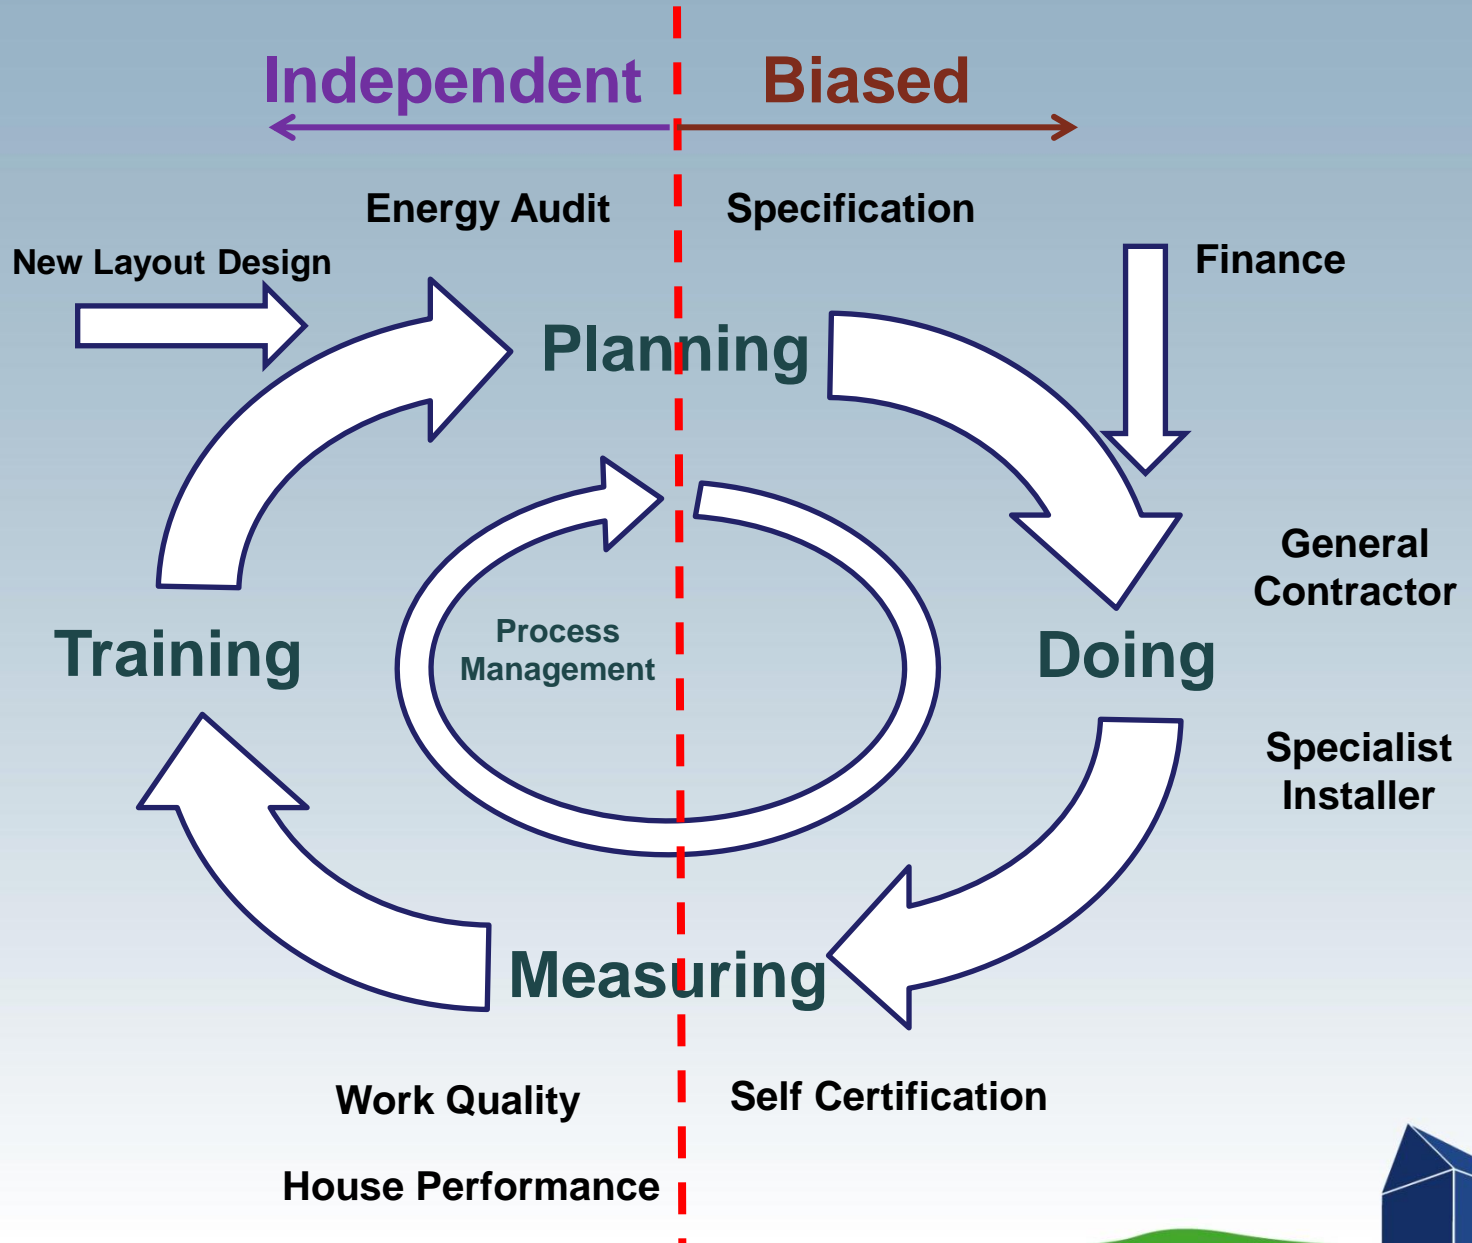 Independent
Biased
Energy Audit
Specification
New Layout Design
Finance
Planning
General
Contractor
Process
Management
Training
Doing
Specialist
Installer
Measuring
Work Quality
Self Certification
House Performance